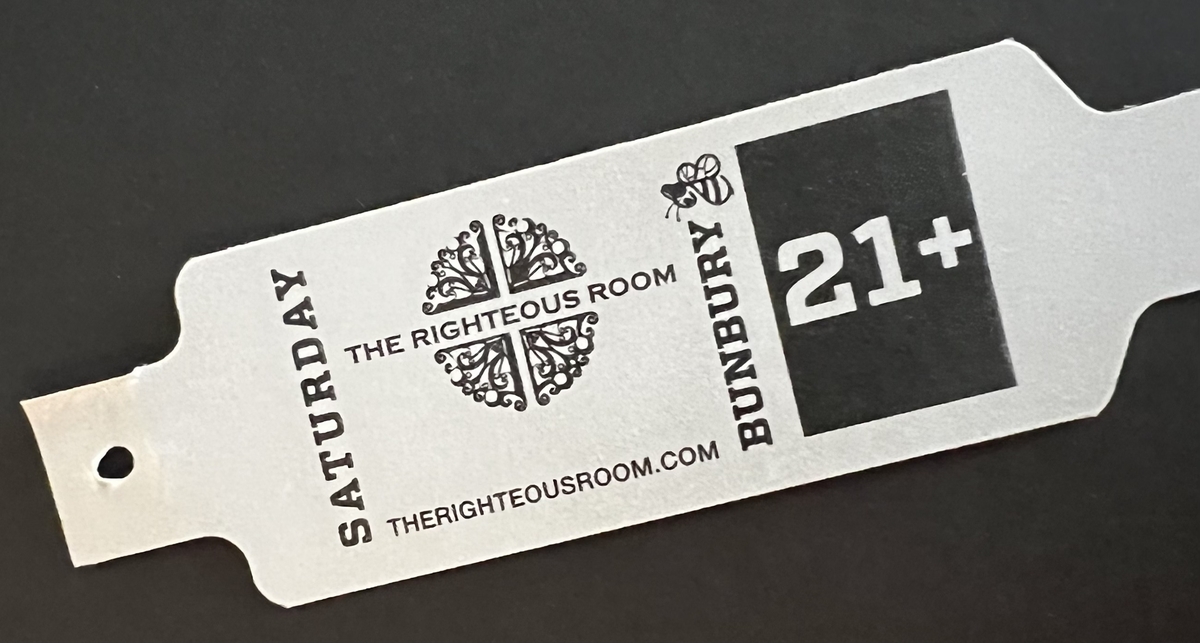 SATURDAY
THE RIGHTEOUS ROOM
THERIGHTEOUSROOM.COM
BUNBURY
21+